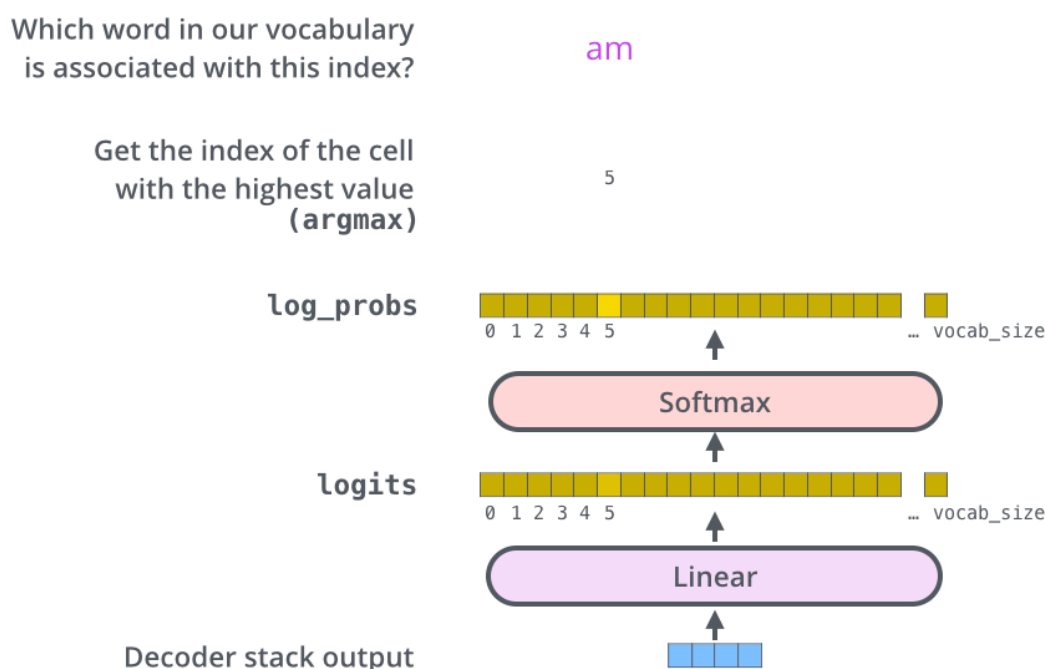 Which word in our vocabulary
is associated with this index?
am
Get the index of the cell
with the highest value
(argmax)
5
log_probs
0 1 2 3 4 5 … vocab_size
Softmax
logits
0 1 2 3 4 5 … vocab_size
Linear
Decoder stack output